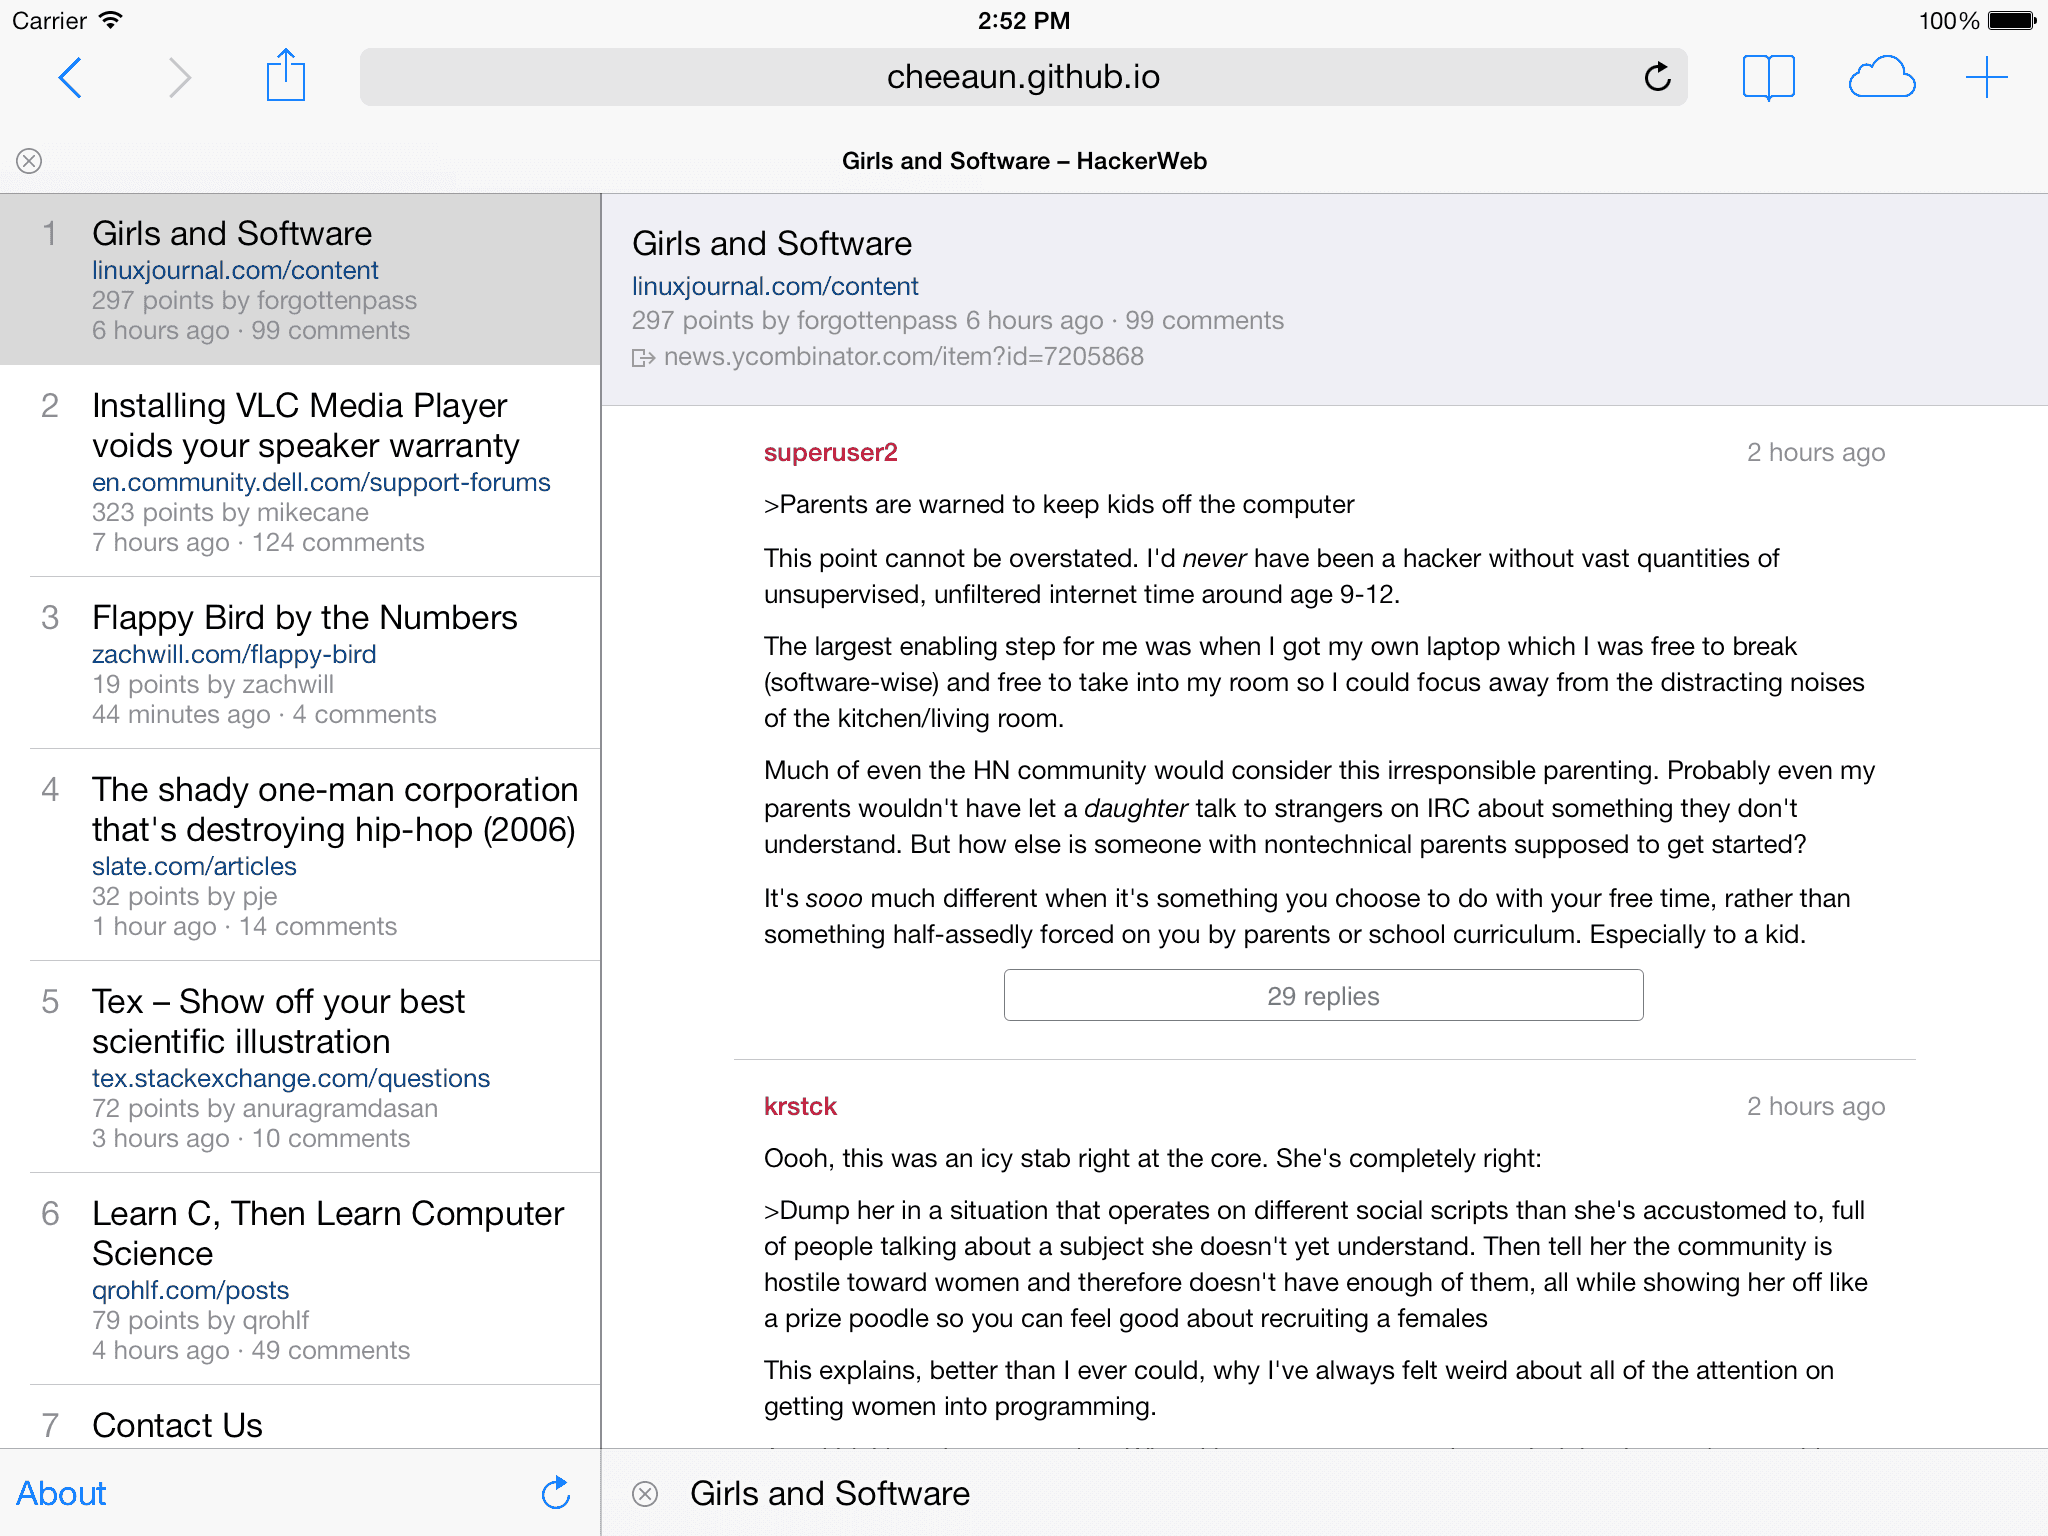 Carrier
2:52 PM
100%
cheeaun.github.io
Girls and Software – HackerWeb
1
Girls and Software
linuxjournal.com/content
297 points by forgottenpass
6 hours ago · 99 comments
2
Installing VLC Media Player
voids your speaker warranty
en.community.dell.com/support-forums
323 points by mikecane
7 hours ago · 124 comments
3
Flappy Bird by the Numbers
zachwill.com/flappy-bird
19 points by zachwill
44 minutes ago · 4 comments
4
The shady one-man corporation
that's destroying hip-hop (2006)
slate.com/articles
32 points by pje
1 hour ago · 14 comments
5
Tex – Show off your best
scientific illustration
tex.stackexchange.com/questions
72 points by anuragramdasan
3 hours ago · 10 comments
6
Learn C, Then Learn Computer
Science
qrohlf.com/posts
79 points by qrohlf
4 hours ago · 49 comments
7
Contact Us
About
Girls and Software
linuxjournal.com/content
297 points by forgottenpass 6 hours ago · 99 comments
news.ycombinator.com/item?id=7205868
superuser2
2 hours ago
>Parents are warned to keep kids off the computer
This point cannot be overstated. I'd never have been a hacker without vast quantities of
unsupervised, unfiltered internet time around age 9-12.
The largest enabling step for me was when I got my own laptop which I was free to break
(software-wise) and free to take into my room so I could focus away from the distracting noises
of the kitchen/living room.
Much of even the HN community would consider this irresponsible parenting. Probably even my
parents wouldn't have let a daughter talk to strangers on IRC about something they don't
understand. But how else is someone with nontechnical parents supposed to get started?
It's sooo much different when it's something you choose to do with your free time, rather than
something half-assedly forced on you by parents or school curriculum. Especially to a kid.
29 replies
krstck
2 hours ago
Oooh, this was an icy stab right at the core. She's completely right:
>Dump her in a situation that operates on different social scripts than she's accustomed to, full
of people talking about a subject she doesn't yet understand. Then tell her the community is
hostile toward women and therefore doesn't have enough of them, all while showing her off like
a prize poodle so you can feel good about recruiting a females
This explains, better than I ever could, why I've always felt weird about all of the attention on
getting women into programming.
Girls and Software